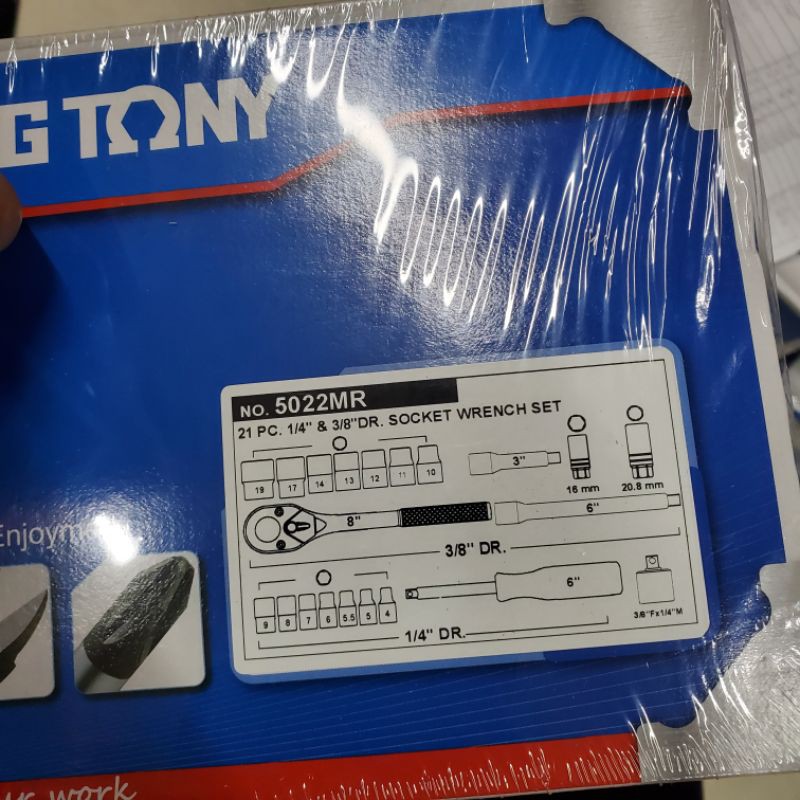 G TONY
NO. 5022MR
21 PC. 1/4" & 3/8"DR. SOCKET WRENCH SET
19 17 14 13 12 11 10
3"
16 mm
20.8 mm
8"
6"
3/8" DR.
9 8 7 6 5.5 5 4
6"
3/8"Fx1/4"M
1/4" DR.
Enjoym
work